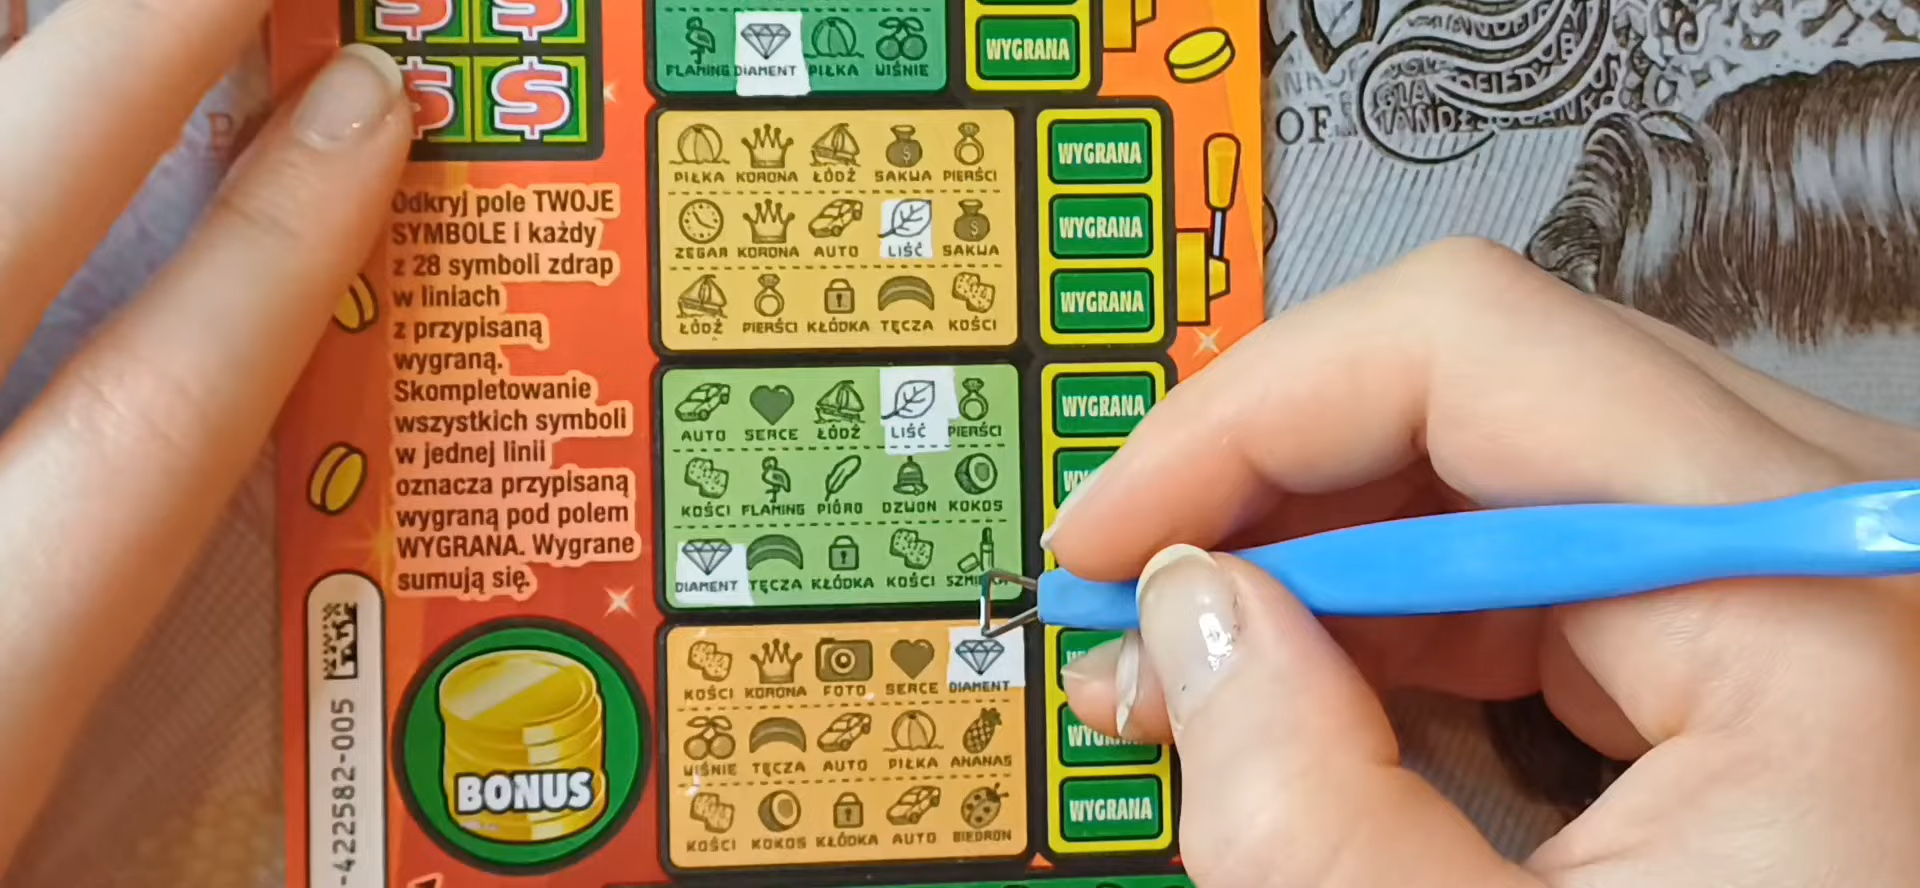 FLAMING DIAMENT PIŁKA WIŚNIE
WYGRANA
PIŁKA KORONA ŁÓDŹ SAKWA PIERŚCI
WYGRANA
ZEGAR KORONA AUTO LIŚĆ SAKWA
WYGRANA
ŁÓDŹ PIERŚCI KŁÓDKA TĘCZA KOŚCI
WYGRANA
AUTO SERCE ŁÓDŹ LIŚĆ PIERŚCI
WYGRANA
KOŚCI FLAMING PIÓRO DZWON KOKOS
DIAMENT TĘCZA KŁÓDKA KOŚCI
KOŚCI KORONA FOTO SERCE DIAMENT
WIŚNIE TĘCZA AUTO PIŁKA ANANAS
KOŚCI KOKOS KŁÓDKA AUTO BIEDRON
WYGRANA
Odkryj pole TWOJE
SYMBOLE i każdy
z 28 symboli zdrap
w liniach
z przypisaną
wygraną.
Skompletowanie
wszystkich symboli
w jednej linii
oznacza przypisaną
wygraną pod polem
WYGRANA. Wygrane
sumują się.
BONUS
-422582-005
OF